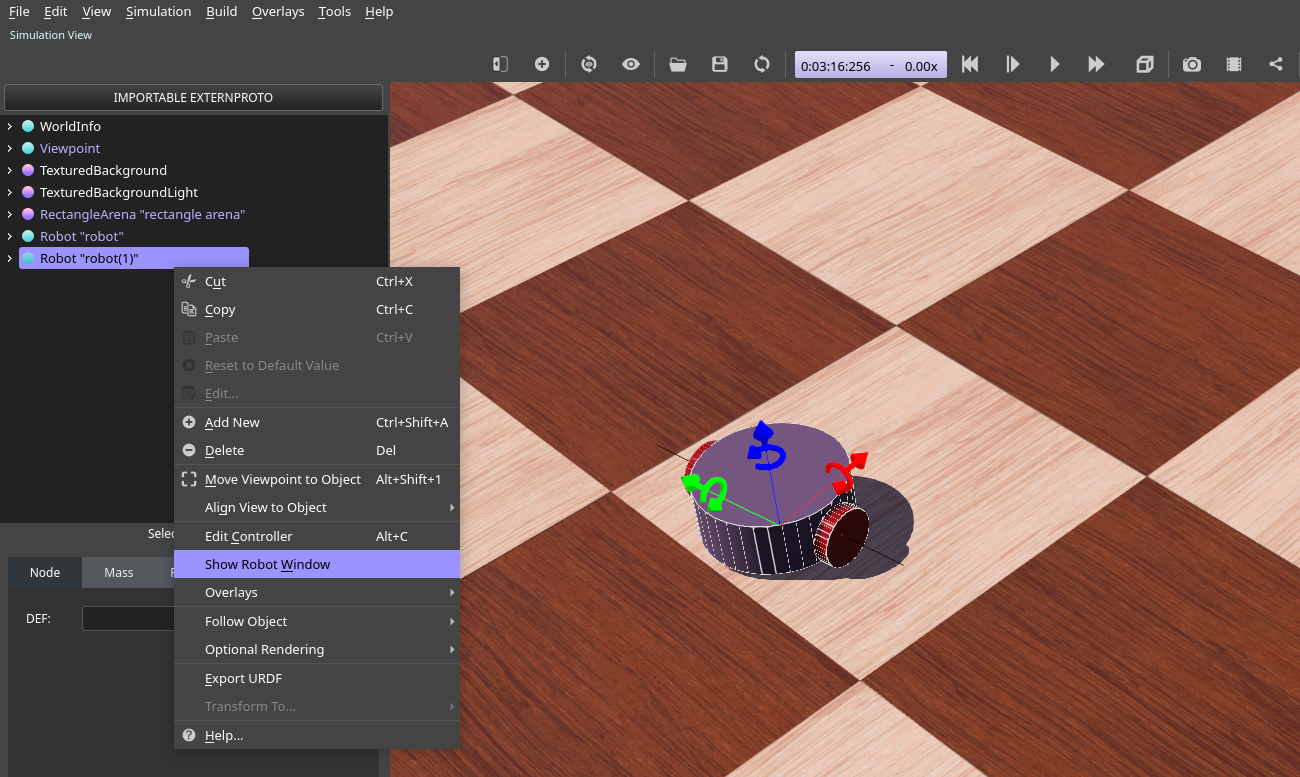 File Edit View Simulation Build Overlays Tools Help
Simulation View
0:03:16:256 - 0.00x
IMPORTABLE EXTERNPROTO
WorldInfo
Viewpoint
TexturedBackground
TexturedBackgroundLight
RectangleArena "rectangle arena"
Robot "robot"
Robot "robot(1)"
Cut Ctrl+X
Copy Ctrl+C
Paste Ctrl+V
Reset to Default Value
Edit...
Add New Ctrl+Shift+A
Delete Del
Move Viewpoint to Object Alt+Shift+1
Align View to Object
Edit Controller Alt+C
Show Robot Window
Overlays
Follow Object
Optional Rendering
Export URDF
Transform To...
Help...
Selec
Node Mass
DEF: